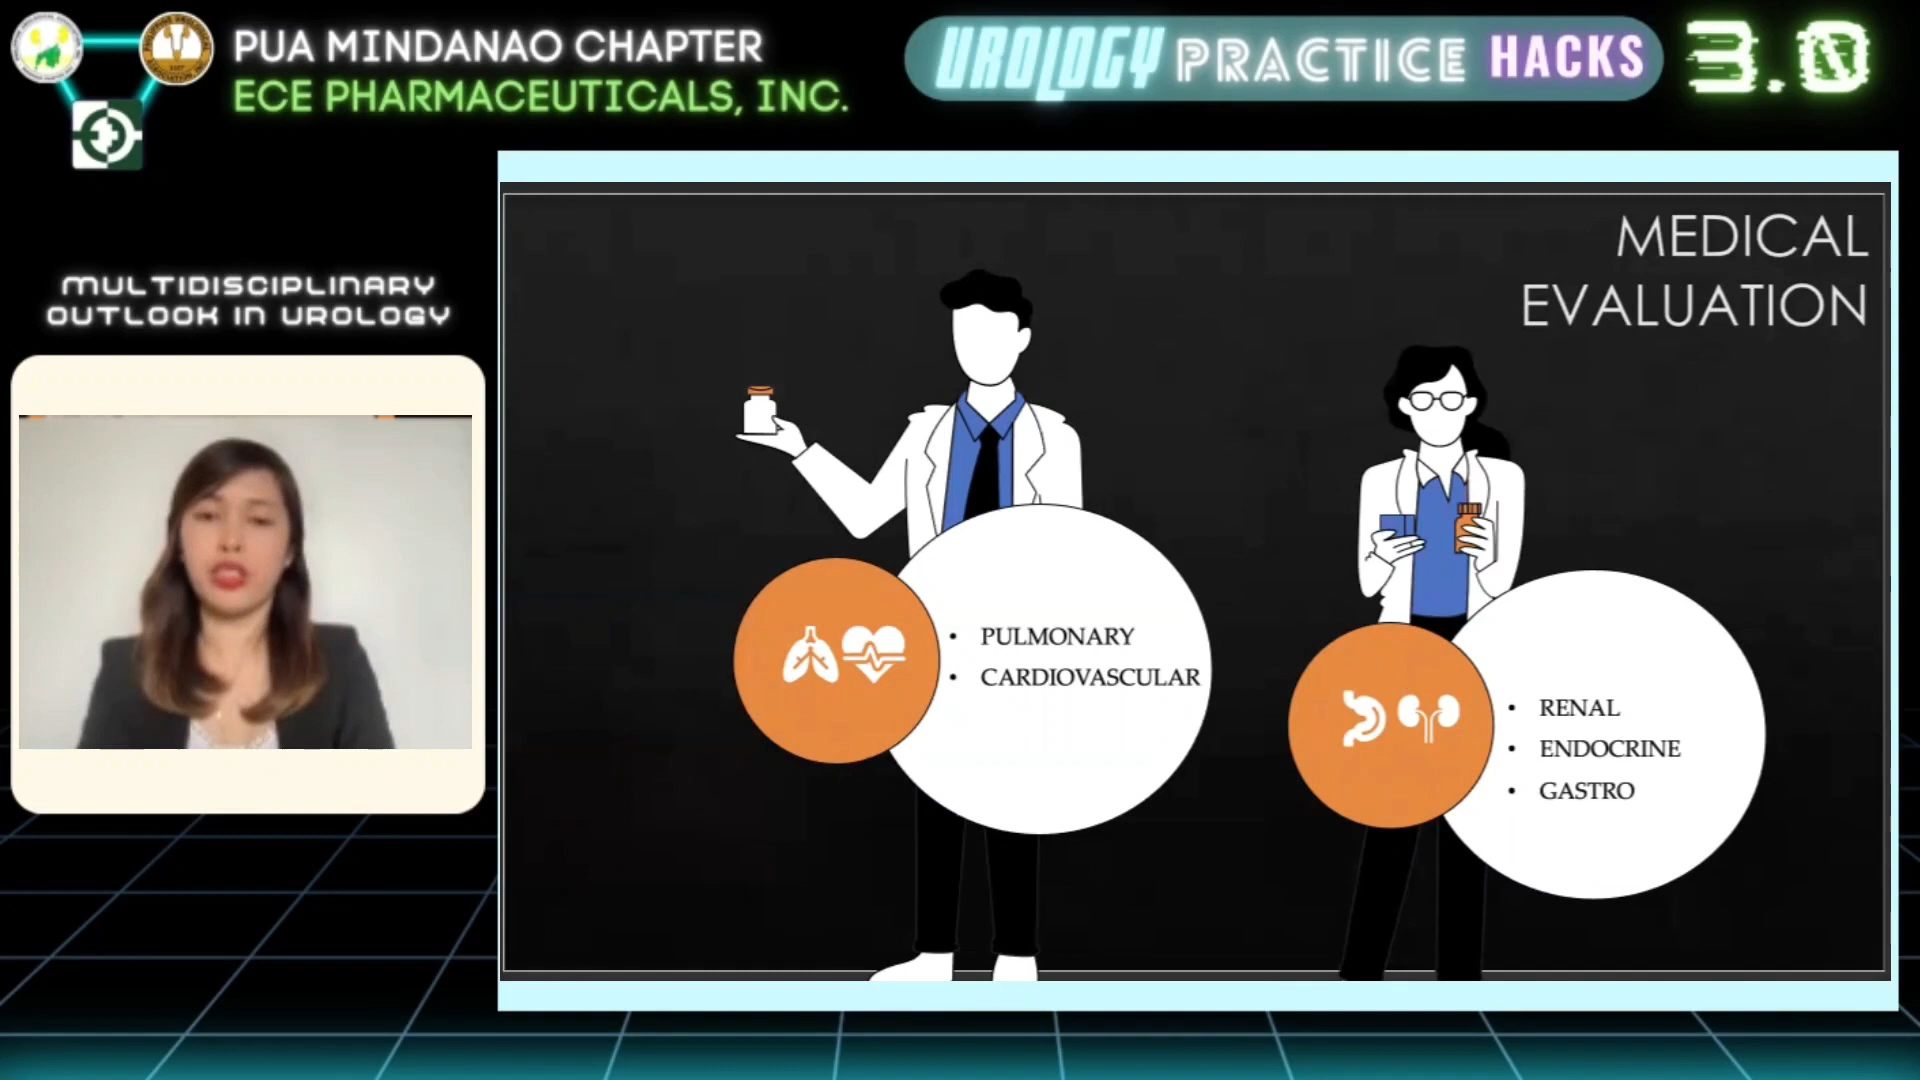 PUA MINDANAO CHAPTER
ECE PHARMACEUTICALS, INC.
UROLOGY PRACTICE HACKS 3.0
MULTIDISCIPLINARY
OUTLOOK IN UROLOGY
MEDICAL
EVALUATION
• PULMONARY
• CARDIOVASCULAR
• RENAL
• ENDOCRINE
• GASTRO